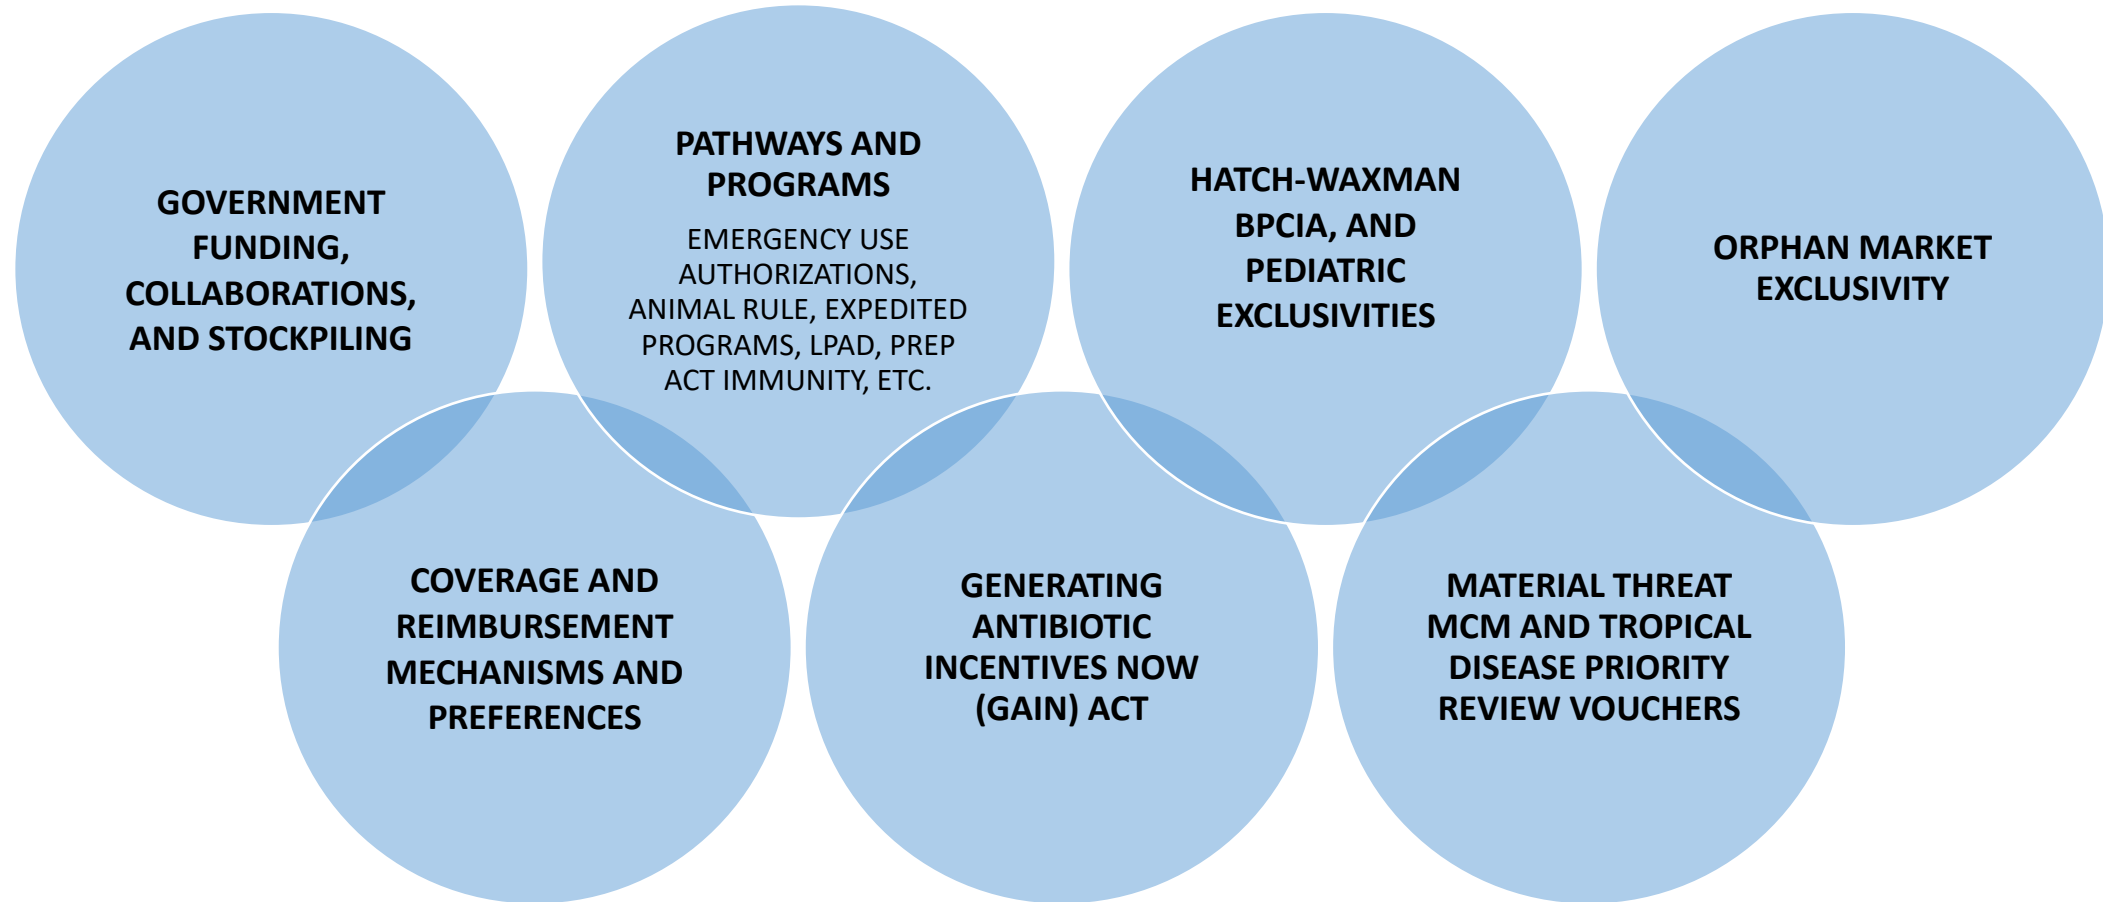 GOVERNMENT
FUNDING,
COLLABORATIONS,
AND STOCKPILING
PATHWAYS AND
PROGRAMS
EMERGENCY USE
AUTHORIZATIONS,
ANIMAL RULE, EXPEDITED
PROGRAMS, LPAD, PREP
ACT IMMUNITY, ETC.
HATCH-WAXMAN
BPCIA, AND
PEDIATRIC
EXCLUSIVITIES
ORPHAN MARKET
EXCLUSIVITY
COVERAGE AND
REIMBURSEMENT
MECHANISMS AND
PREFERENCES
GENERATING
ANTIBIOTIC
INCENTIVES NOW
(GAIN) ACT
MATERIAL THREAT
MCM AND TROPICAL
DISEASE PRIORITY
REVIEW VOUCHERS